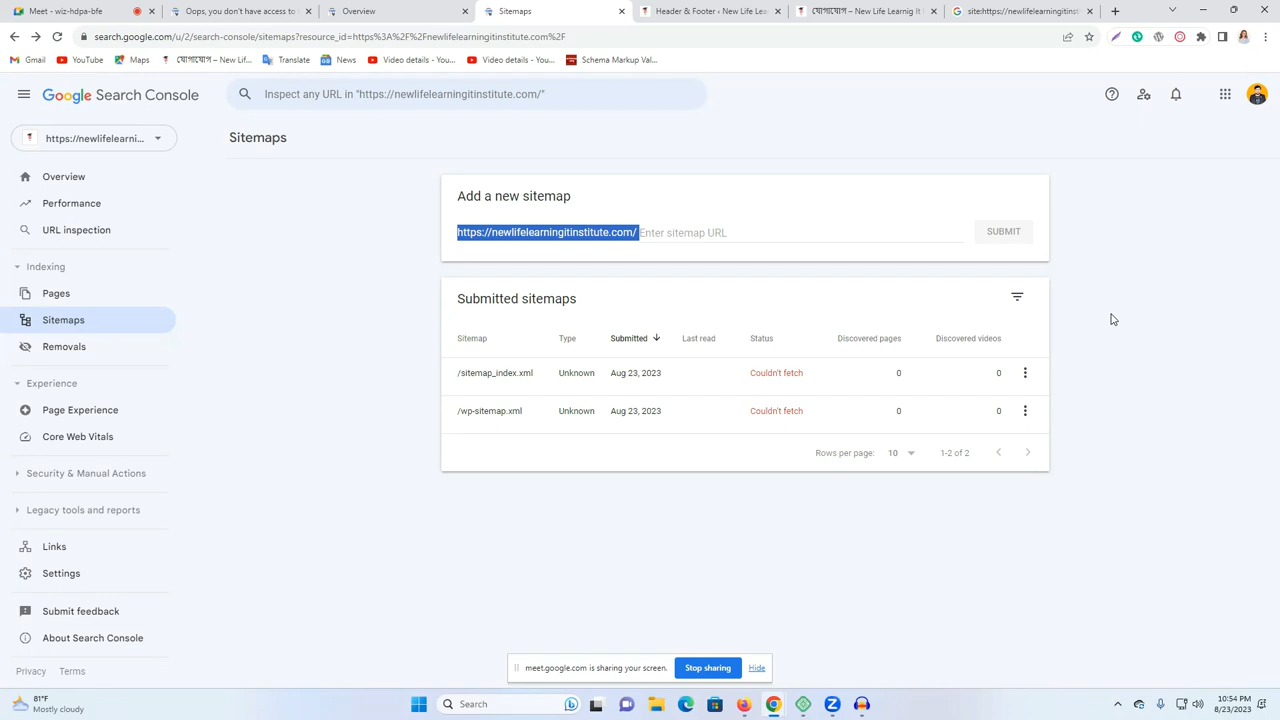 Meet - wiz-hdpa-bfe
Oops, you don't have access to
Overview
Sitemaps
Header & Footer ‹ New Life Lea
যোগাযোগ – New Life Learnig It I
site:https://newlifelearningitinstitute
search.google.com/u/2/search-console/sitemaps?resource_id=https%3A%2F%2Fnewlifelearningitinstitute.com%2F
Gmail
YouTube
Maps
যোগাযোগ – New Lif...
Translate
News
Video details - You...
Video details - You...
Schema Markup Val...
Google Search Console
Inspect any URL in "https://newlifelearningitinstitute.com/"
https://newlifelearni...
Sitemaps
Overview
Performance
URL inspection
Indexing
Pages
Sitemaps
Removals
Experience
Page Experience
Core Web Vitals
Security & Manual Actions
Legacy tools and reports
Links
Settings
Submit feedback
About Search Console
Privacy Terms
Add a new sitemap
https://newlifelearningitinstitute.com/ Enter sitemap URL
SUBMIT
Submitted sitemaps
Sitemap Type Submitted Last read Status Discovered pages Discovered videos
/sitemap_index.xml Unknown Aug 23, 2023 Couldn't fetch 0 0
/wp-sitemap.xml Unknown Aug 23, 2023 Couldn't fetch 0 0
Rows per page: 10 1-2 of 2
meet.google.com is sharing your screen. Stop sharing Hide
81°F
Mostly cloudy
Search
10:54 PM
8/23/2023